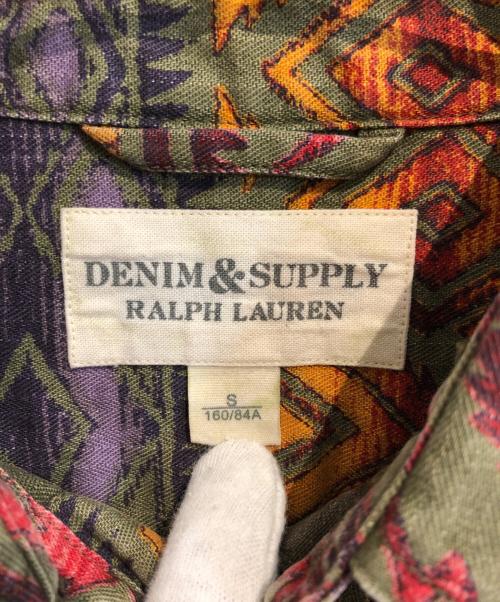 DENIM & SUPPLY
RALPH LAUREN
S
160/84A